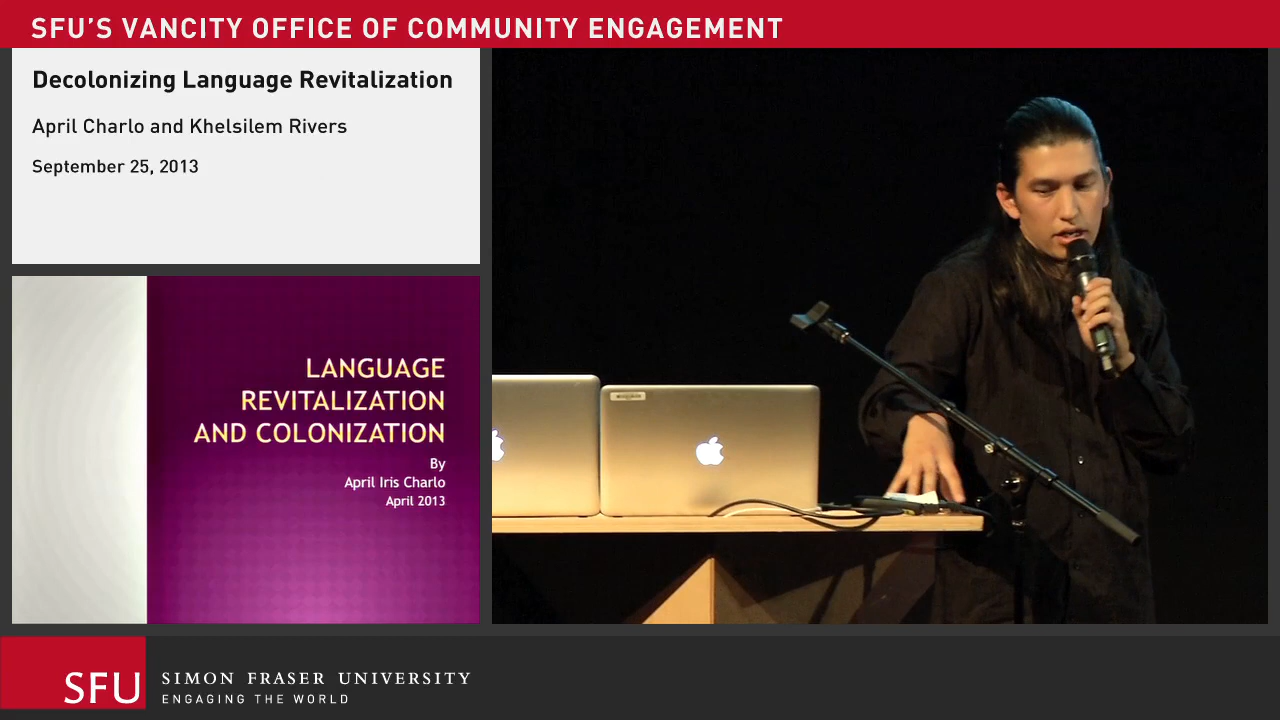 SFU'S VANCITY OFFICE OF COMMUNITY ENGAGEMENT
Decolonizing Language Revitalization
April Charlo and Khelsilem Rivers
September 25, 2013
LANGUAGE
REVITALIZATION
AND COLONIZATION
By
April Iris Charlo
April 2013
SFU
SIMON FRASER UNIVERSITY
ENGAGING THE WORLD